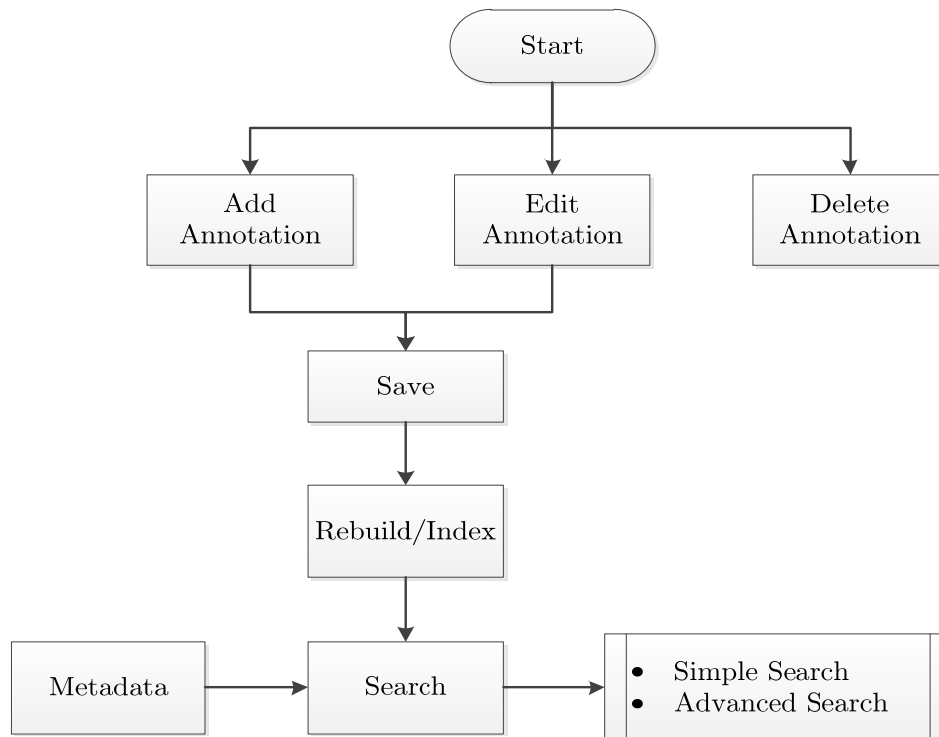 Start
Add
Annotation
Edit
Annotation
Delete
Annotation
Save
Rebuild/Index
Metadata
Search
• Simple Search
• Advanced Search